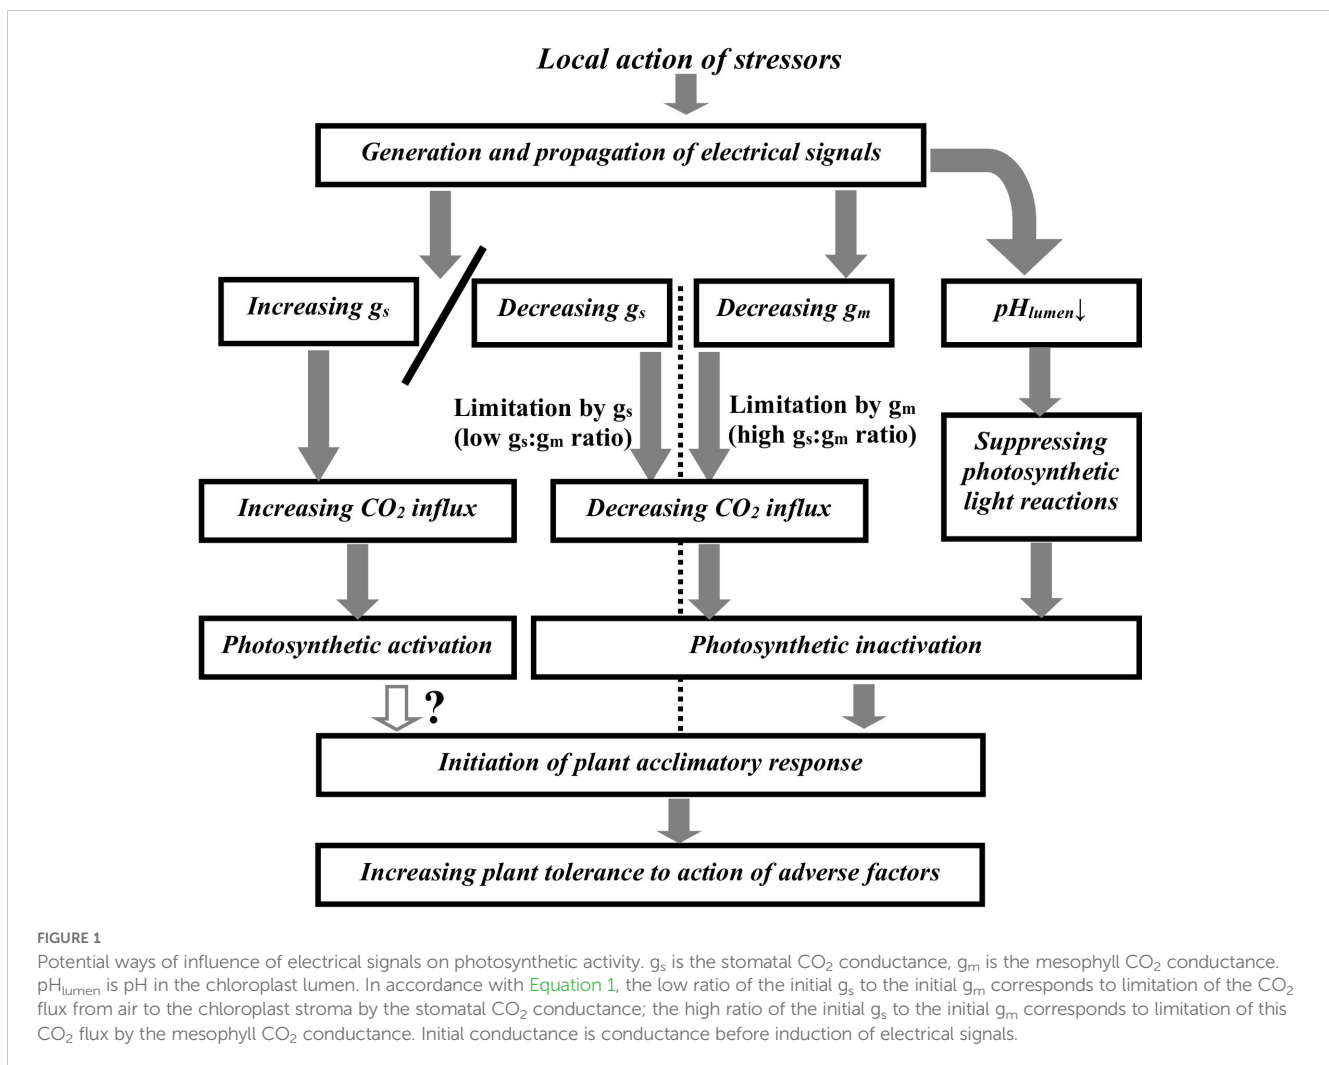 Local action of stressors
Generation and propagation of electrical signals
Increasing gs
Decreasing gs
Decreasing gm
pHlumen↓
Limitation by gs
(low gs:gm ratio)
Limitation by gm
(high gs:gm ratio)
Suppressing
photosynthetic
light reactions
Increasing CO2 influx
Decreasing CO2 influx
Photosynthetic activation
Photosynthetic inactivation
?
Initiation of plant acclimatory response
Increasing plant tolerance to action of adverse factors
FIGURE 1
Potential ways of influence of electrical signals on photosynthetic activity. gs is the stomatal CO2 conductance, gm is the mesophyll CO2 conductance.
pHlumen is pH in the chloroplast lumen. In accordance with Equation 1, the low ratio of the initial gs to the initial gm corresponds to limitation of the CO2
flux from air to the chloroplast stroma by the stomatal CO2 conductance; the high ratio of the initial gs to the initial gm corresponds to limitation of this
CO2 flux by the mesophyll CO2 conductance. Initial conductance is conductance before induction of electrical signals.